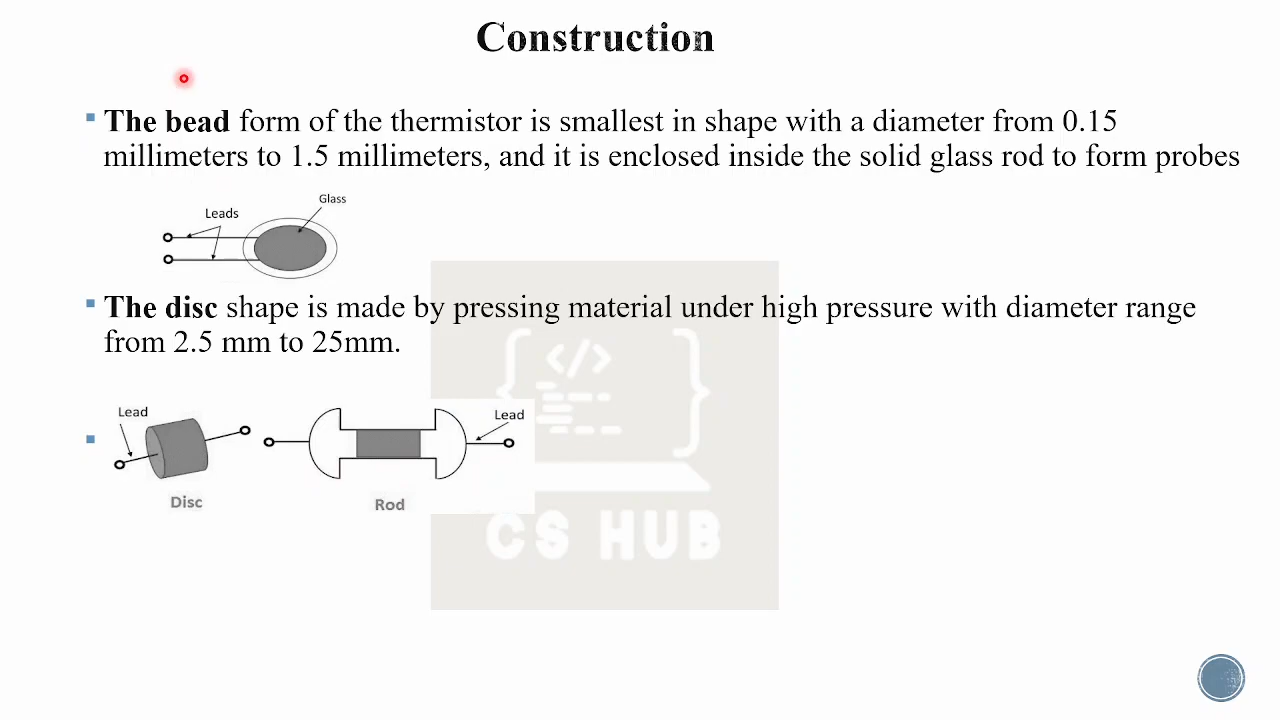 Construction
The bead form of the thermistor is smallest in shape with a diameter from 0.15
millimeters to 1.5 millimeters, and it is enclosed inside the solid glass rod to form probes
Glass
Leads
The disc shape is made by pressing material under high pressure with diameter range
from 2.5 mm to 25mm.
Lead
Lead
Disc
Rod
</>
CS HUB